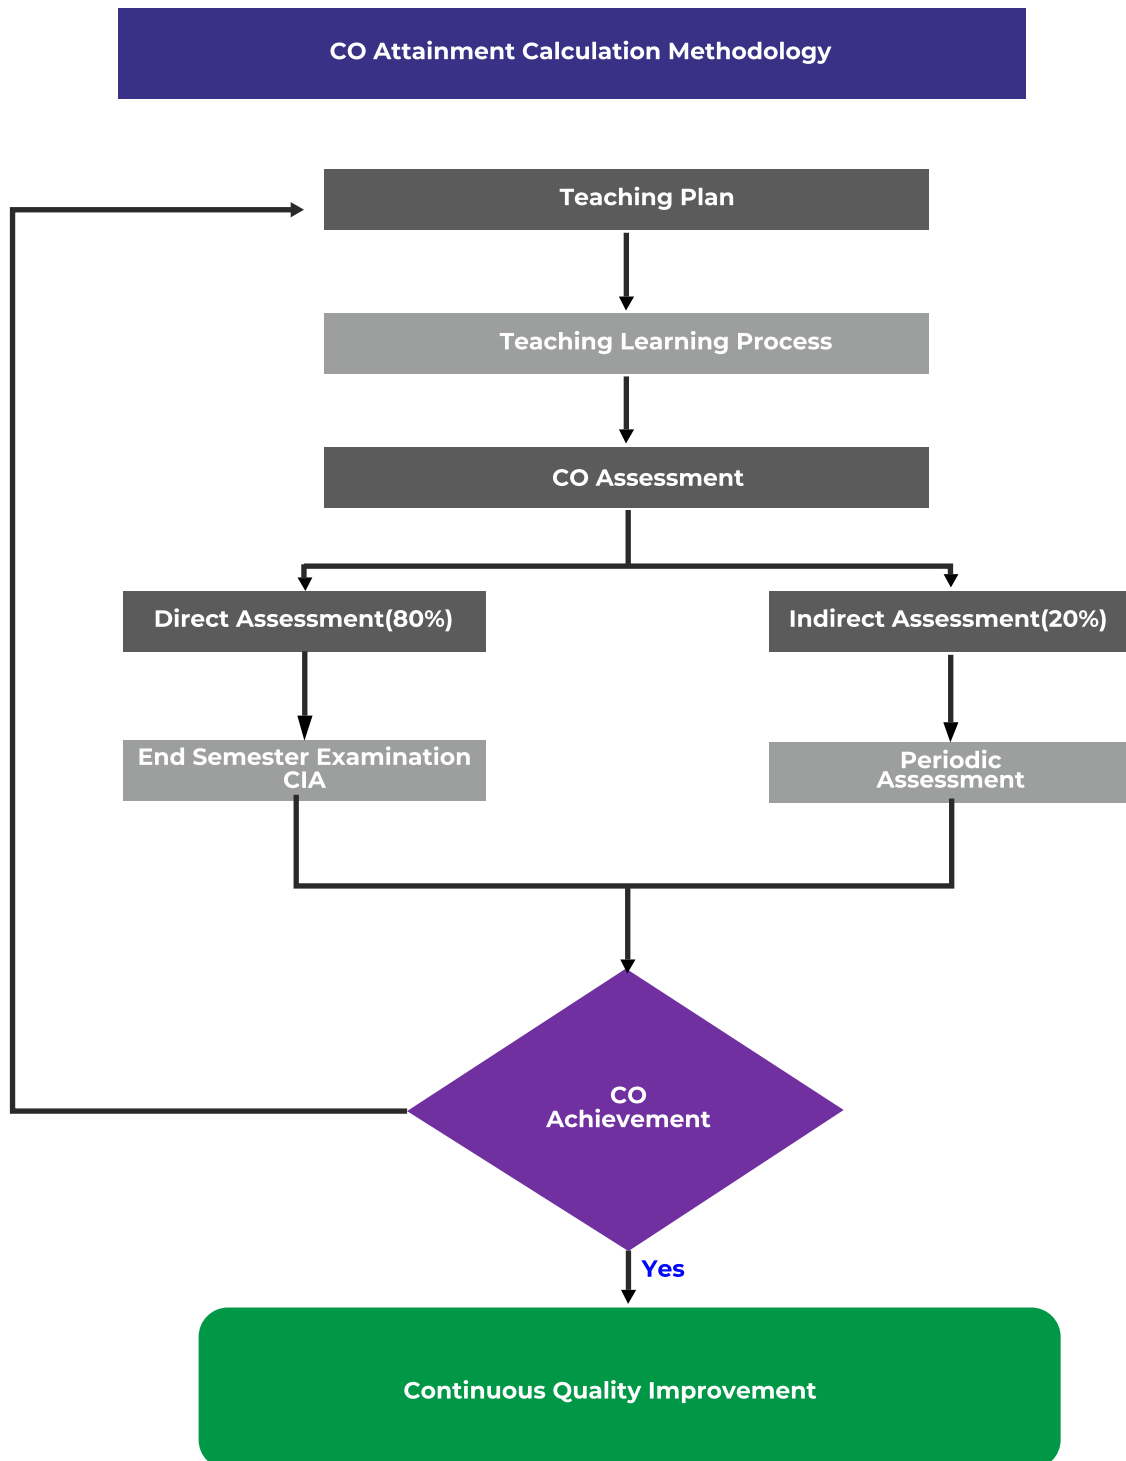 CO Attainment Calculation Methodology
Teaching Plan
Teaching Learning Process
CO Assessment
Direct Assessment(80%)
Indirect Assessment(20%)
End Semester Examination
CIA
Periodic
Assessment
CO
Achievement
Yes
Continuous Quality Improvement